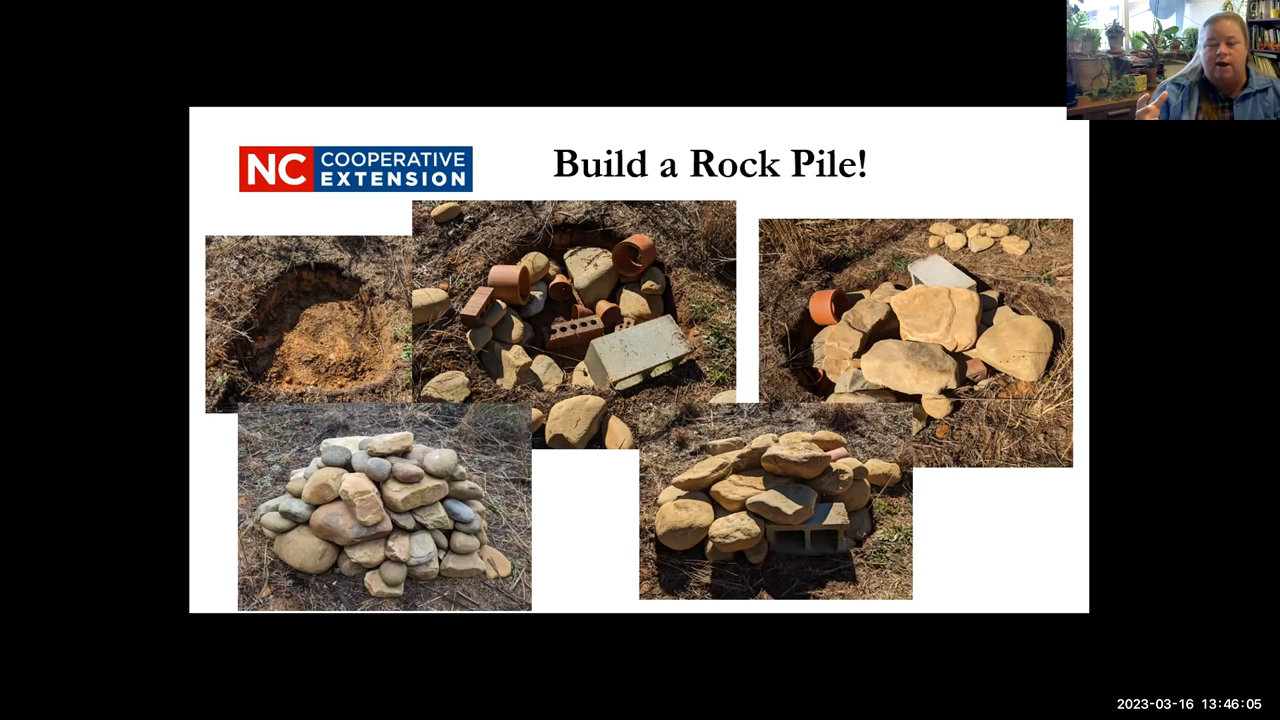 NC COOPERATIVE
EXTENSION
Build a Rock Pile!
2023-03-16 13:46:05